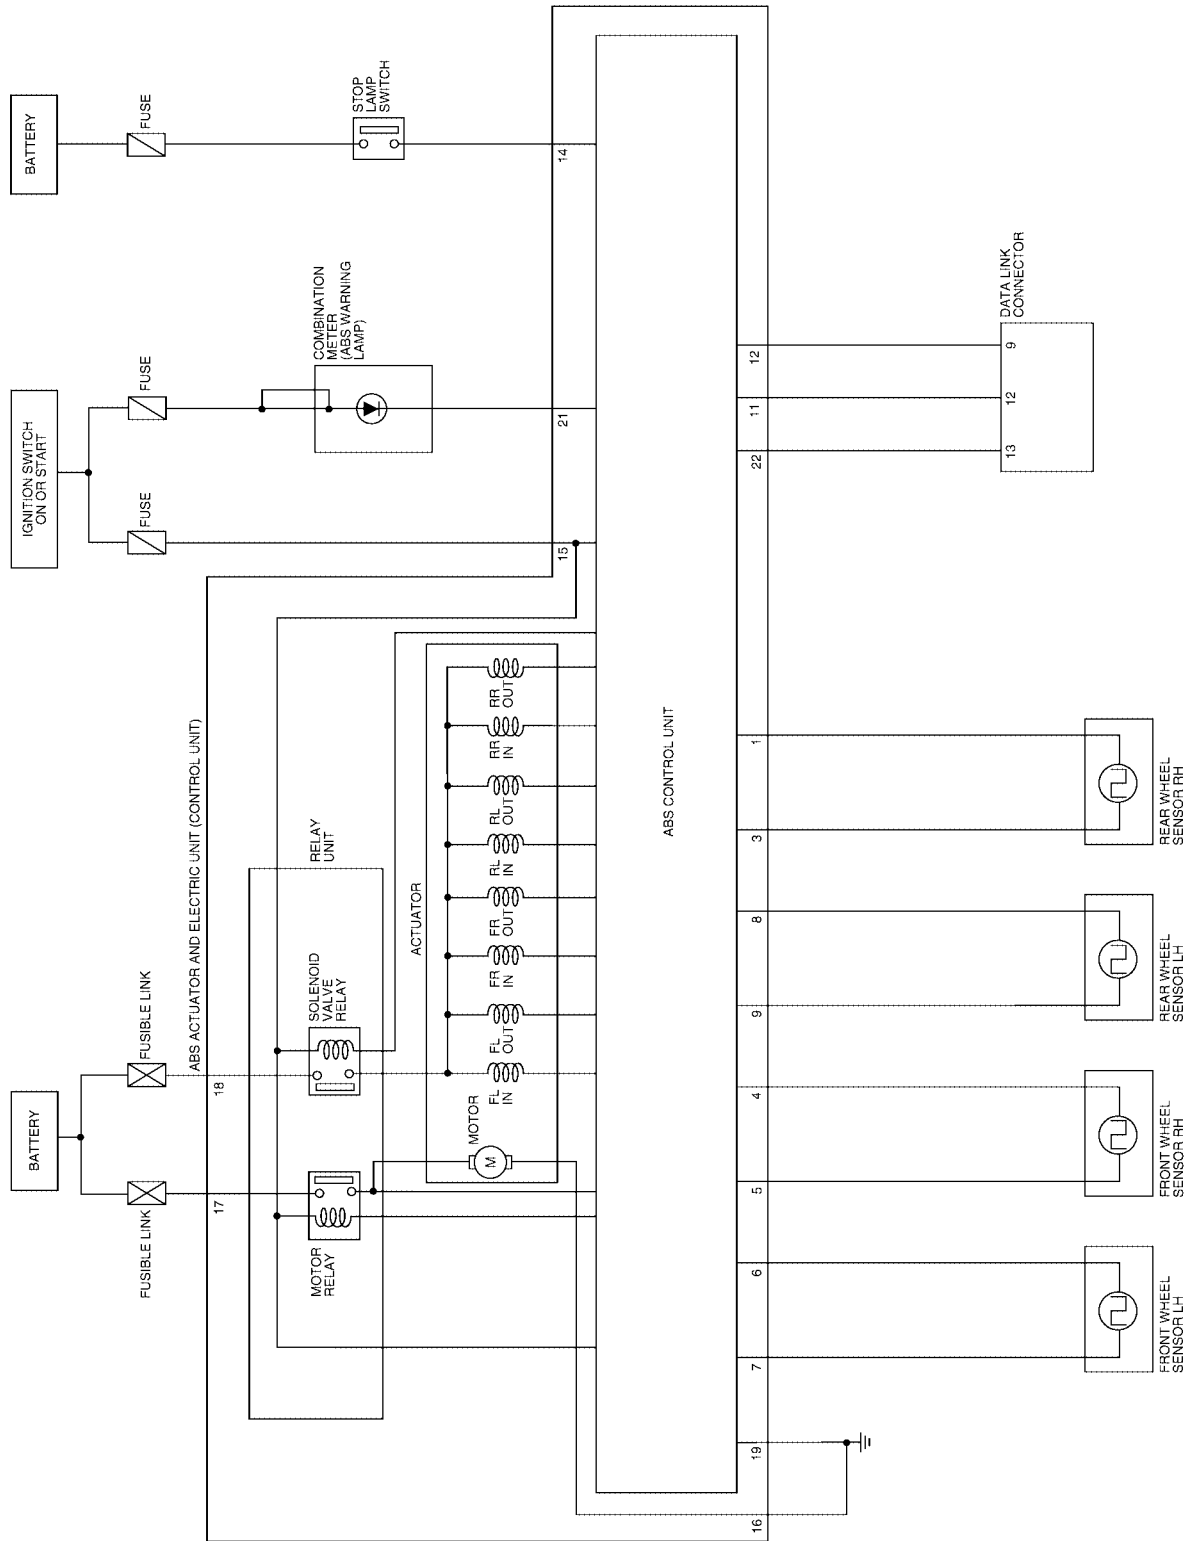 BATTERY
FUSIBLE LINK
FUSIBLE LINK
17
18
ABS ACTUATOR AND ELECTRIC UNIT (CONTROL UNIT)
MOTOR
RELAY
SOLENOID
VALVE
RELAY
RELAY
UNIT
ACTUATOR
MOTOR
M
FL
IN
FL
OUT
FR
IN
FR
OUT
RL
IN
RL
OUT
RR
IN
RR
OUT
IGNITION SWITCH
ON OR START
FUSE
FUSE
15
COMBINATION
METER
(ABS WARNING
LAMP)
21
BATTERY
FUSE
STOP
LAMP
SWITCH
14
ABS CONTROL UNIT
16
19
7
6
5
4
9
8
3
1
22
11
12
13
12
9
DATA LINK
CONNECTOR
FRONT WHEEL
SENSOR LH
FRONT WHEEL
SENSOR RH
REAR WHEEL
SENSOR LH
REAR WHEEL
SENSOR RH